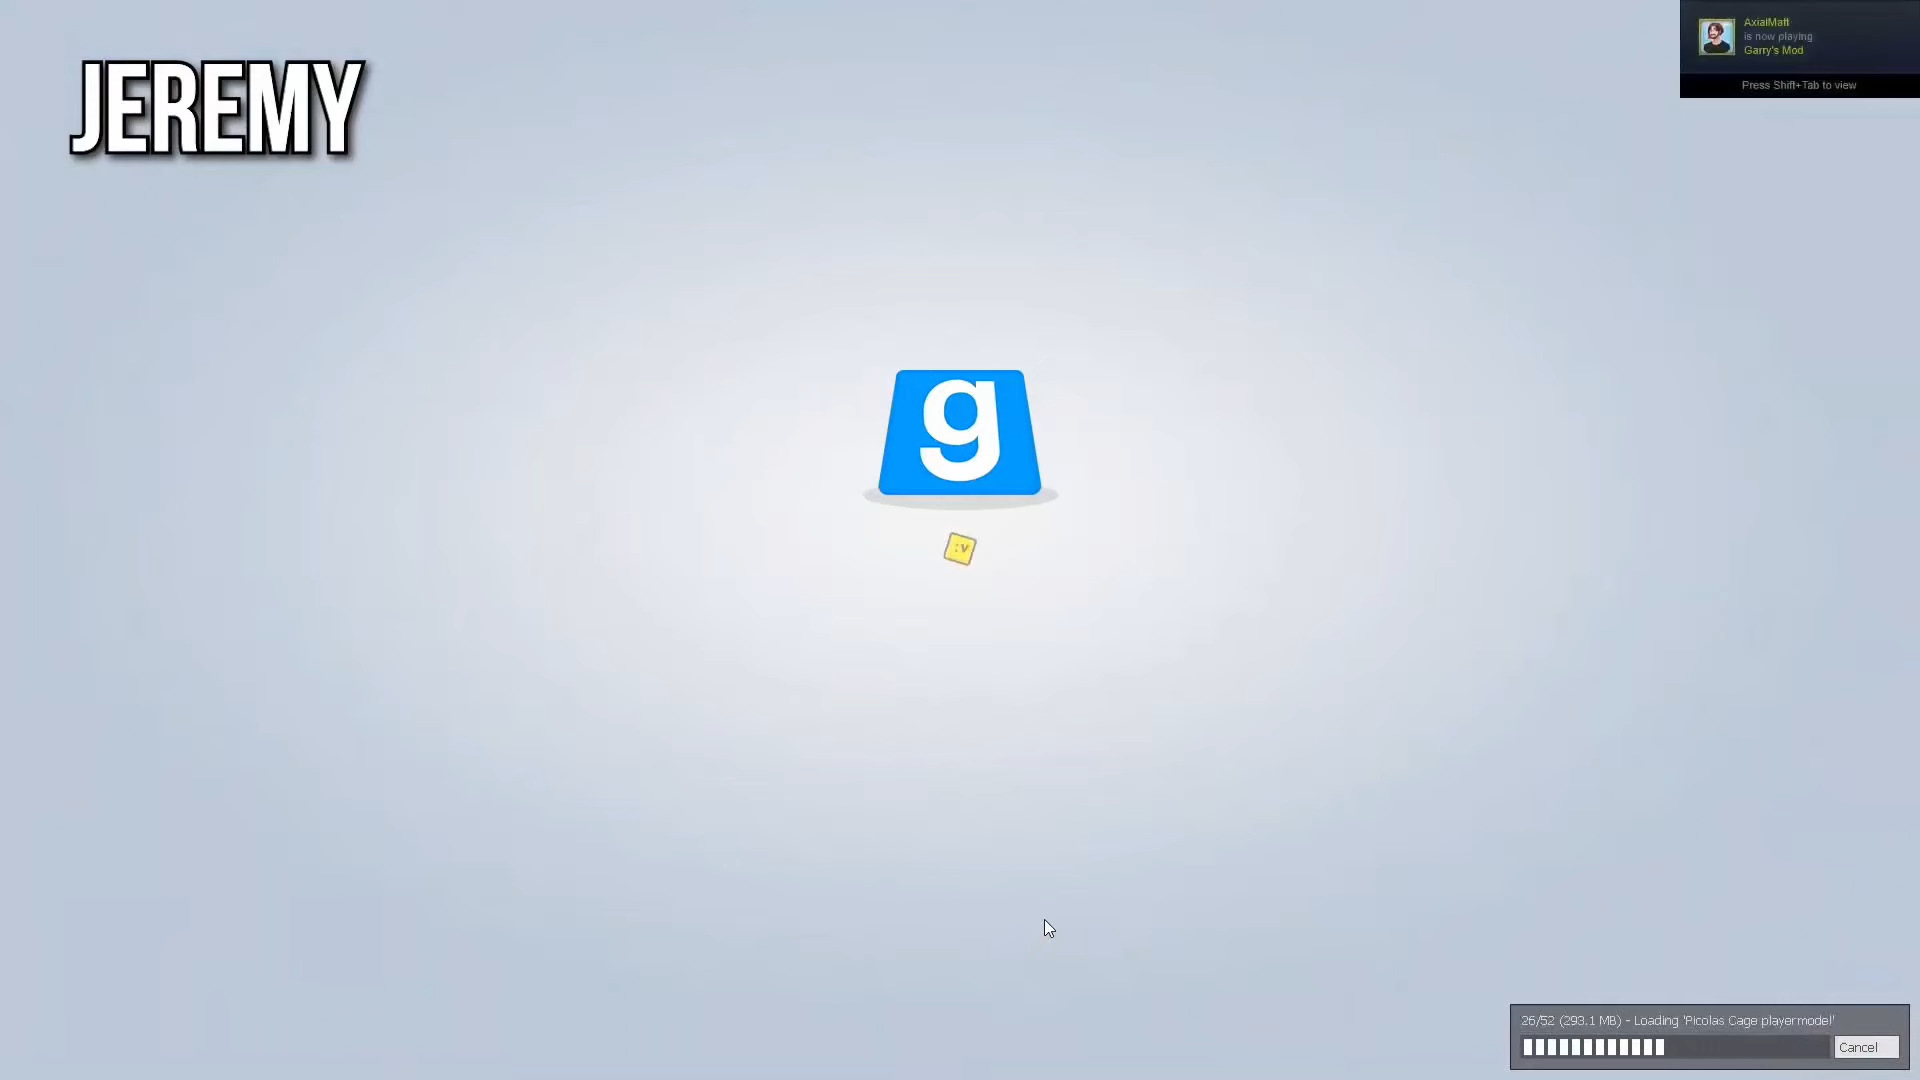 JEREMY
AxialMatt
is now playing
Garry's Mod
Press Shift+Tab to view
g
:v
26/52 (293.1 MB) - Loading 'Picolas Cage playermodel'
Cancel